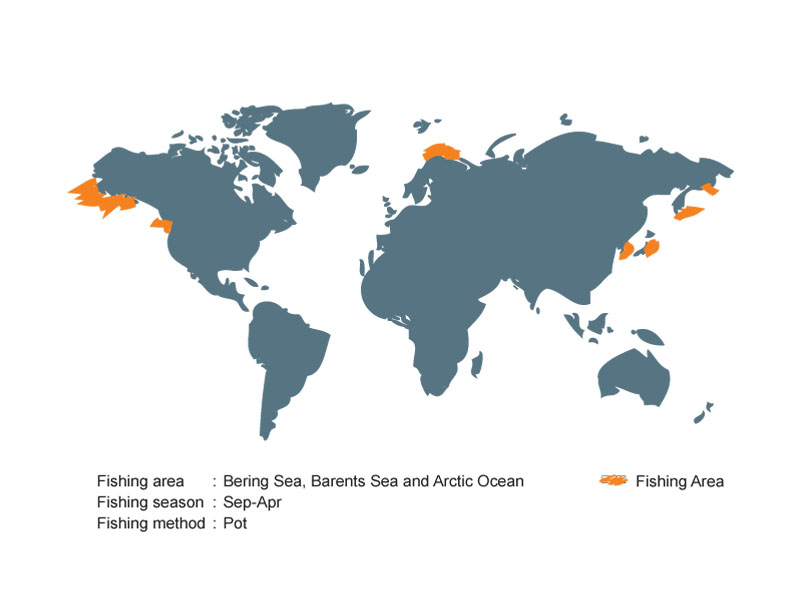 Fishing area : Bering Sea, Barents Sea and Arctic Ocean
Fishing season : Sep-Apr
Fishing method : Pot
Fishing Area